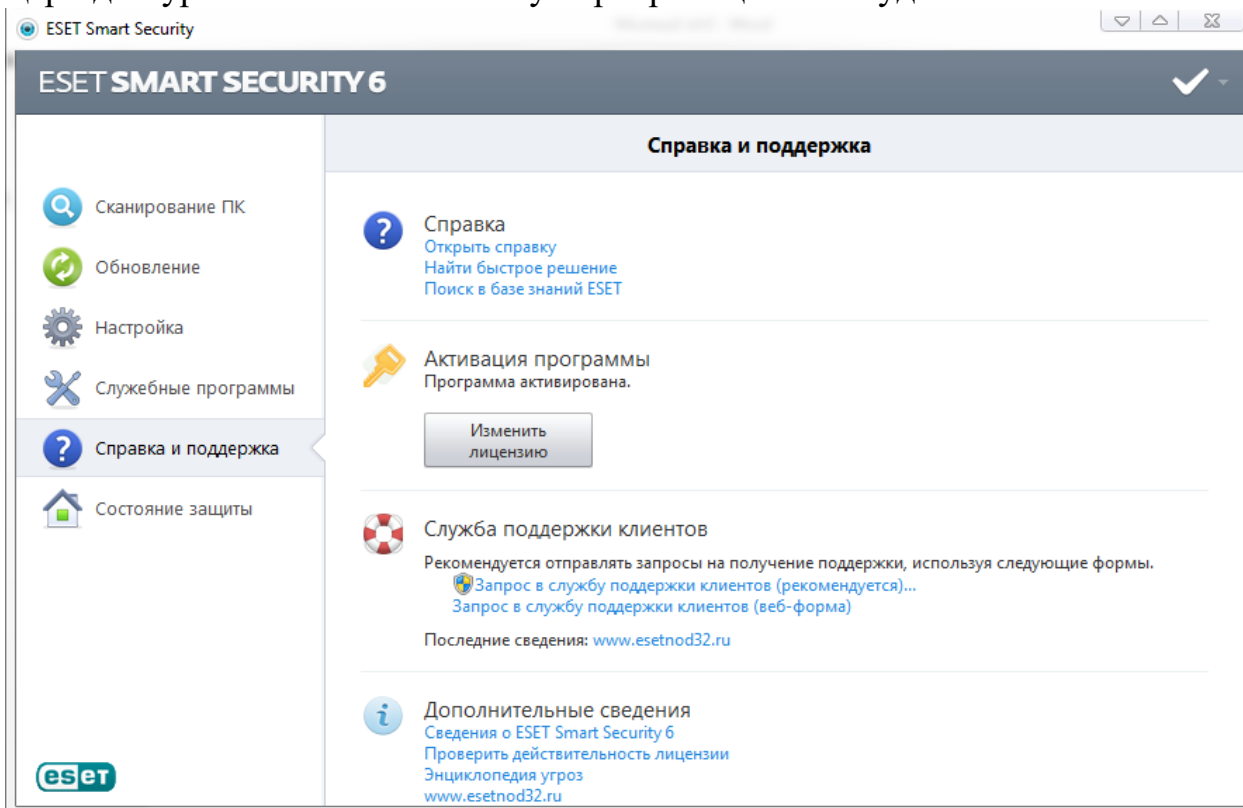 ESET Smart Security
ESET SMART SECURITY 6
Справка и поддержка
Сканирование ПК
Обновление
Настройка
Служебные программы
Справка и поддержка
Состояние защиты
Справка
Открыть справку
Найти быстрое решение
Поиск в базе знаний ESET
Активация программы
Программа активирована.
Изменить
лицензию
Служба поддержки клиентов
Рекомендуется отправлять запросы на получение поддержки, используя следующие формы.
Запрос в службу поддержки клиентов (рекомендуется)...
Запрос в службу поддержки клиентов (веб-форма)
Последние сведения: www.esetnod32.ru
Дополнительные сведения
Сведения о ESET Smart Security 6
Проверить действительность лицензии
Энциклопедия угроз
www.esetnod32.ru
eset